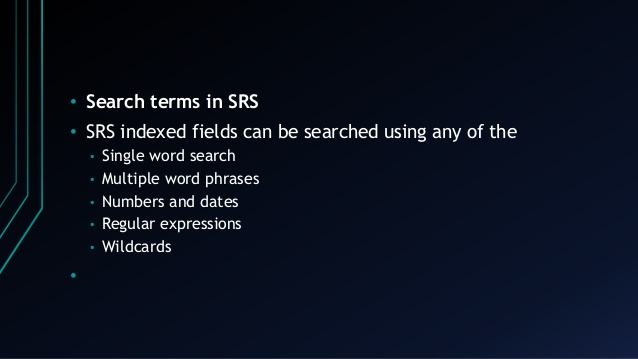 Search terms in SRS
SRS indexed fields can be searched using any of the
Single word search
Multiple word phrases
Numbers and dates
Regular expressions
Wildcards